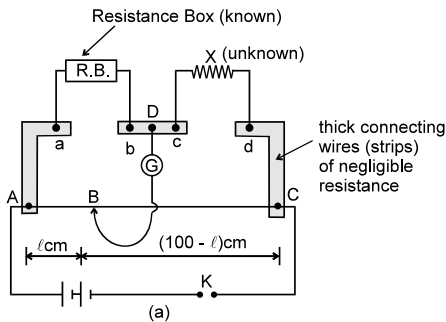 Resistance Box (known)
R.B.
X (unknown)
D
a
b
c
d
G
thick connecting
wires (strips)
of negligible
resistance
A
B
C
ℓcm
(100 - ℓ)cm
K
(a)